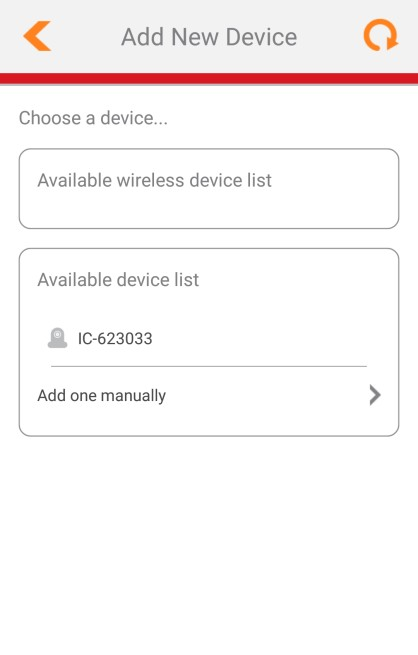 Add New Device
Choose a device...
Available wireless device list
Available device list
IC-623033
Add one manually